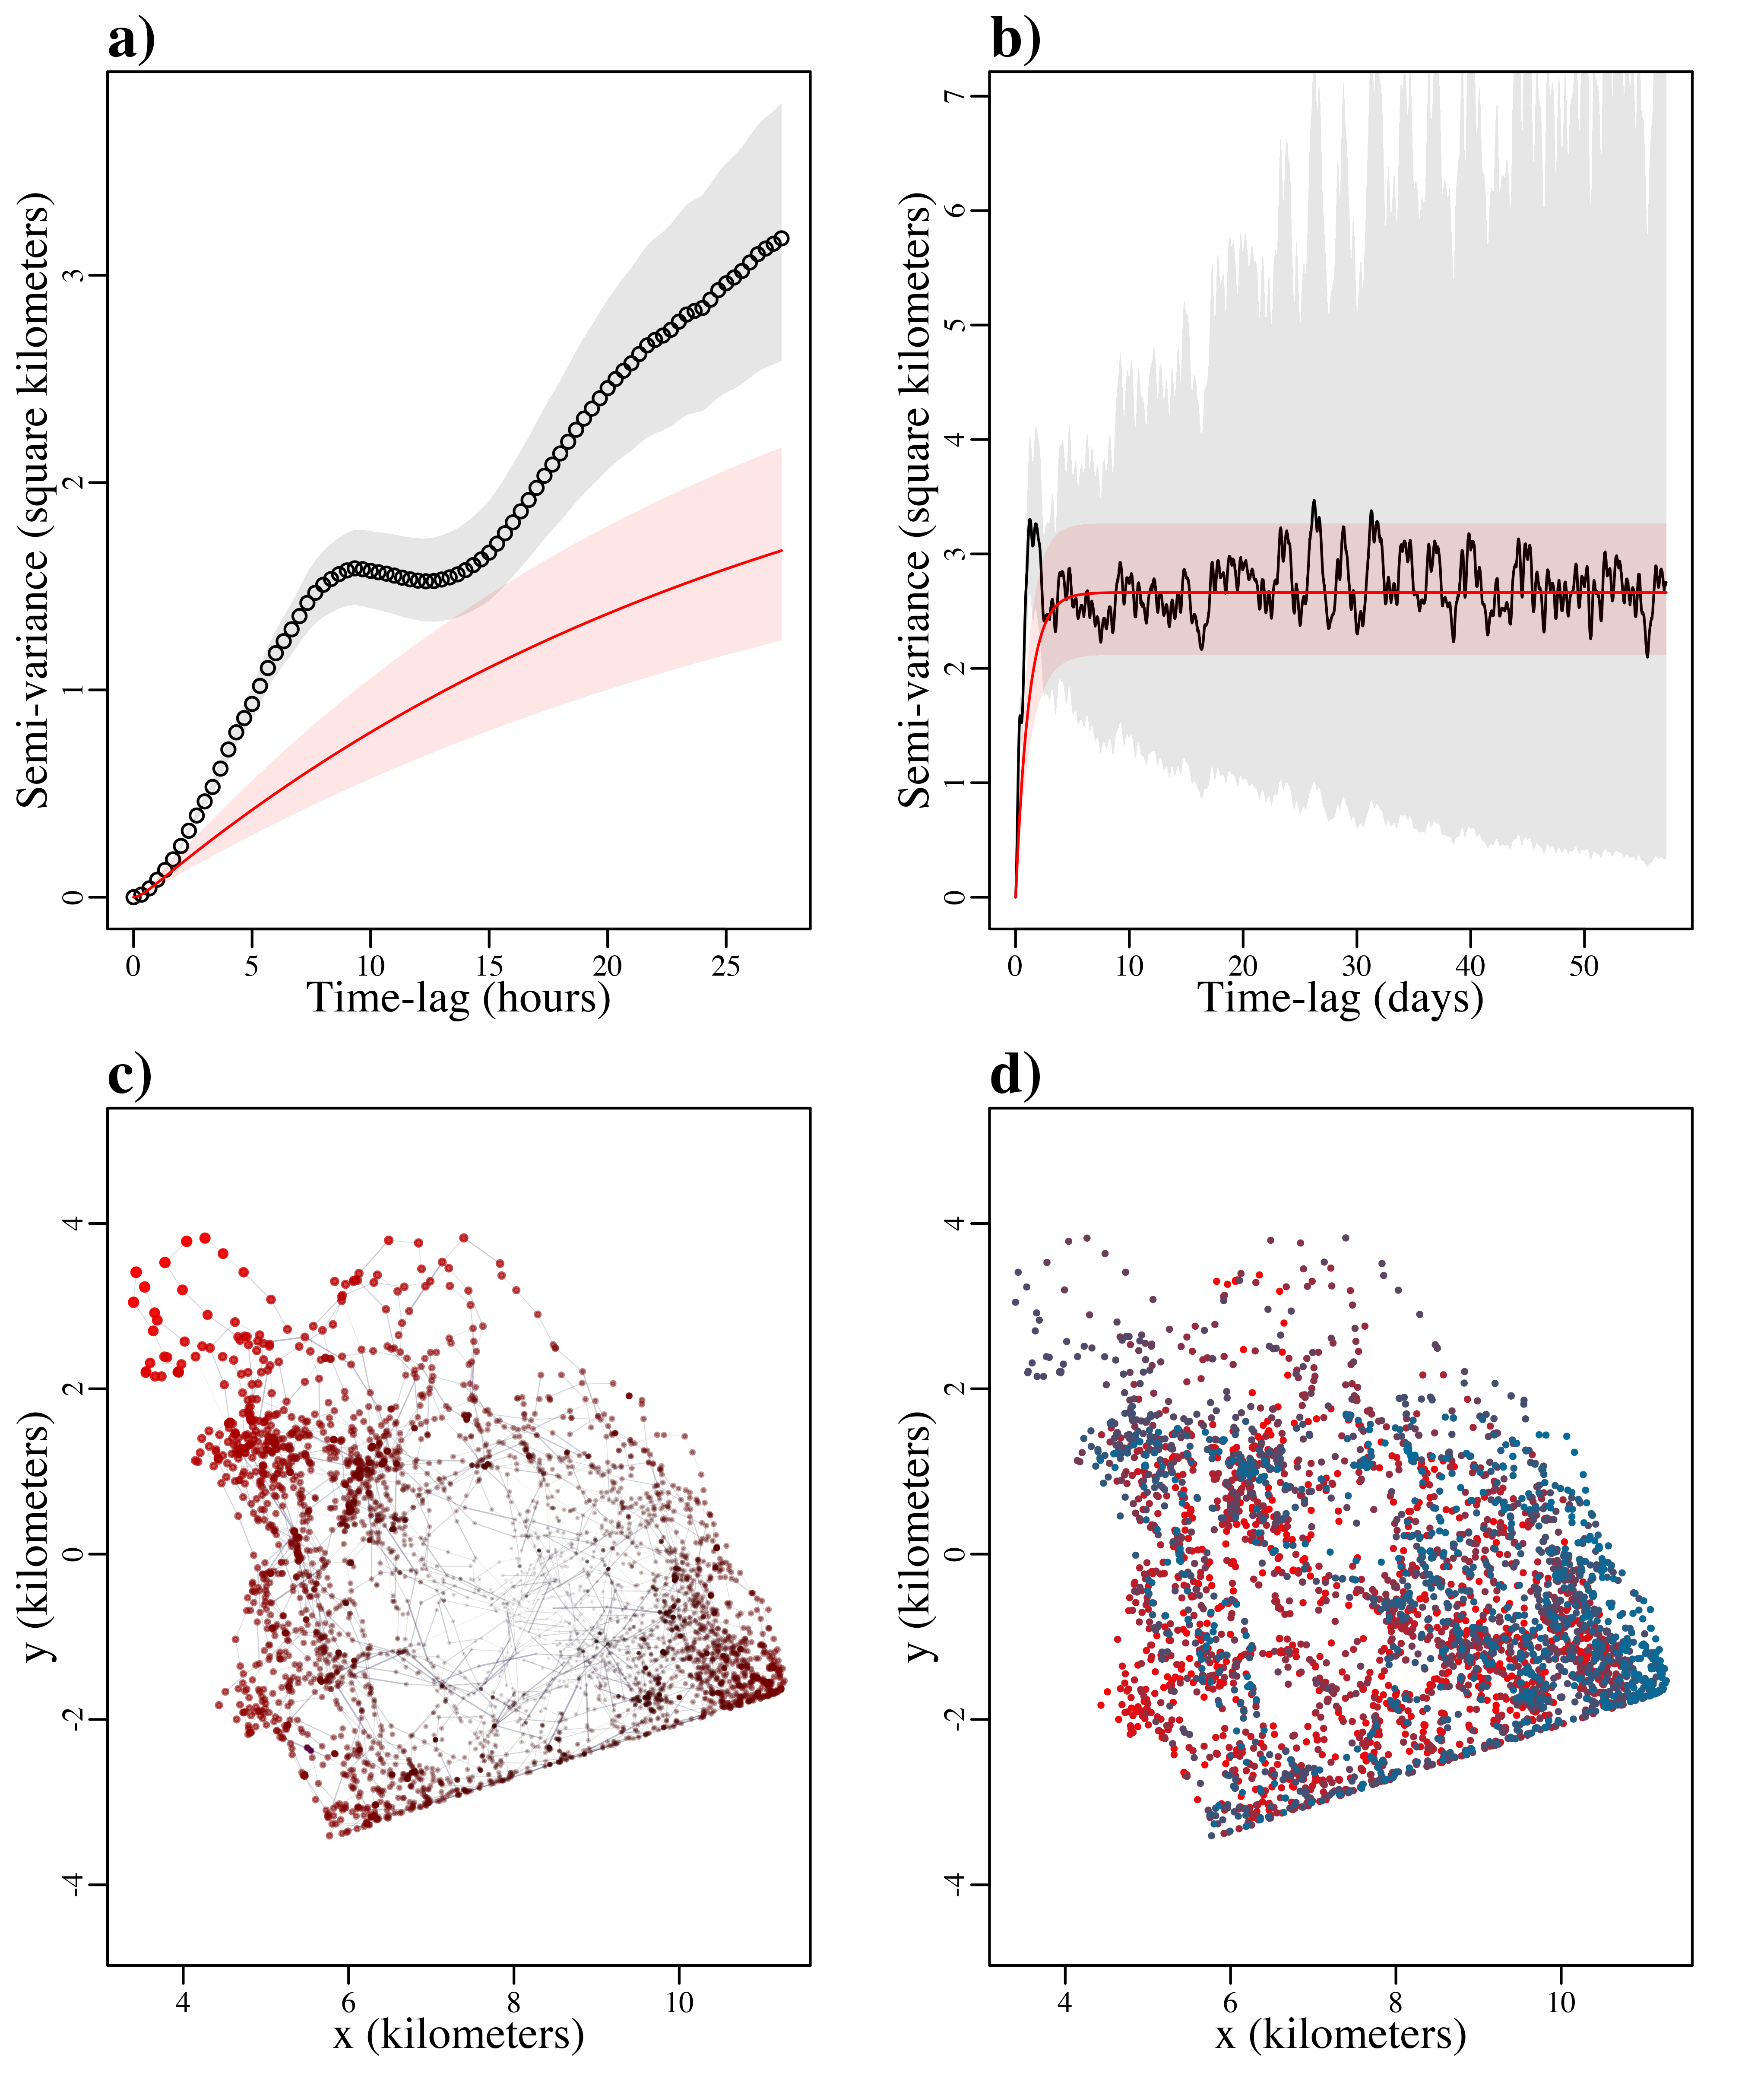 a)
Semi-variance (square kilometers)
3
2
1
0
0 5 10 15 20 25
Time-lag (hours)
b)
Semi-variance (square kilometers)
7
6
5
4
3
2
1
0
0 10 20 30 40 50
Time-lag (days)
c)
y (kilometers)
4
2
0
-2
-4
4 6 8 10
x (kilometers)
d)
y (kilometers)
4
2
0
-2
-4
4 6 8 10
x (kilometers)